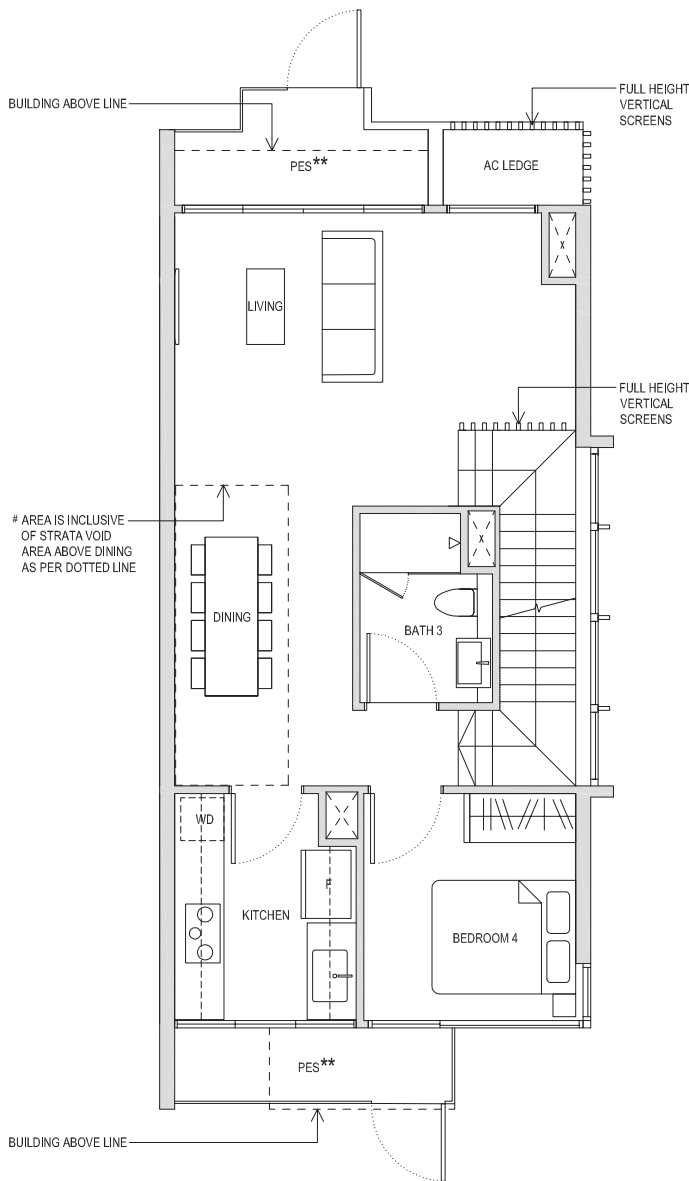 BUILDING ABOVE LINE
FULL HEIGHT
VERTICAL
SCREENS
PES**
AC LEDGE
X
LIVING
FULL HEIGHT
VERTICAL
SCREENS
# AREA IS INCLUSIVE
OF STRATA VOID
AREA ABOVE DINING
AS PER DOTTED LINE
X
DINING
BATH 3
WD
X
F
KITCHEN
BEDROOM 4
PES**
BUILDING ABOVE LINE